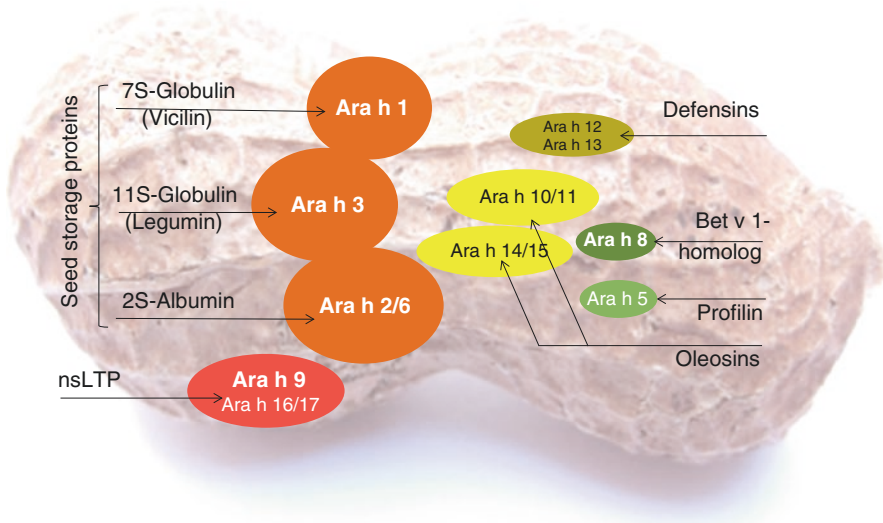 Seed storage proteins
7S-Globulin
(Vicilin)
11S-Globulin
(Legumin)
2S-Albumin
nsLTP
Ara h 1
Ara h 3
Ara h 2/6
Ara h 9
Ara h 16/17
Ara h 12
Ara h 13
Ara h 10/11
Ara h 14/15
Ara h 8
Ara h 5
Defensins
Bet v 1-
homolog
Profilin
Oleosins